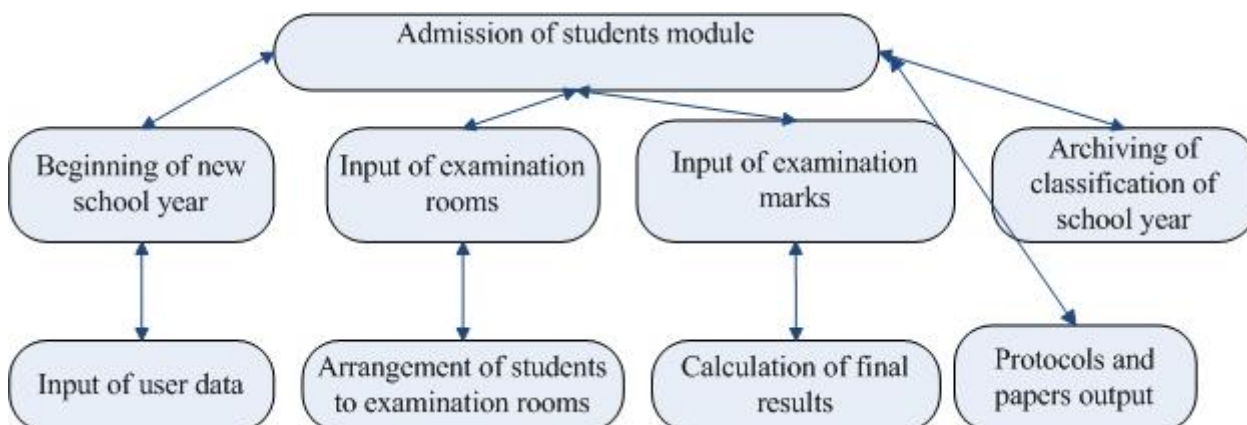 Admission of students module
Beginning of new
school year
Input of examination
rooms
Input of examination
marks
Archiving of
classification of
school year
Input of user data
Arrangement of students
to examination rooms
Calculation of final
results
Protocols and
papers output